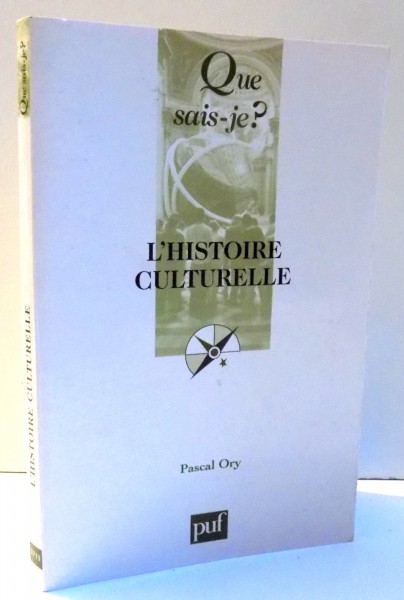 Que
sais-je?
L'HISTOIRE
CULTURELLE
Pascal Ory
puf
Que sais-je?
L'HISTOIRE CULTURELLE